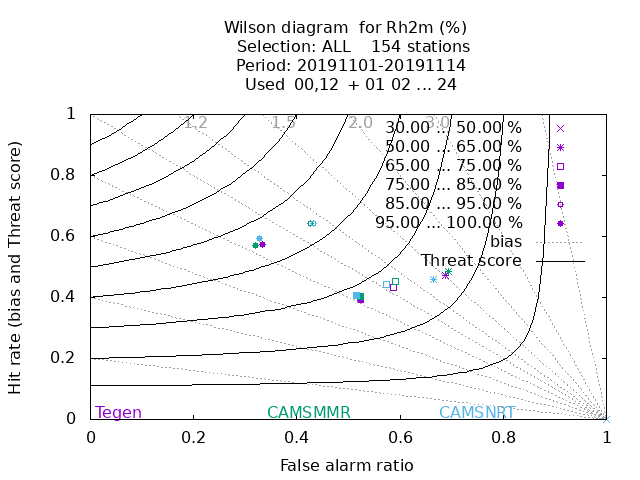 Wilson diagram for Rh2m (%)
Selection: ALL 154 stations
Period: 20191101-20191114
Used 00,12 + 01 02 ... 24
Hit rate (bias and Threat score)
1
0.8
0.6
0.4
0.2
0
1.2 1.5 2.0 3.0
30.00 ... 50.00 %
50.00 ... 65.00 %
65.00 ... 75.00 %
75.00 ... 85.00 %
85.00 ... 95.00 %
95.00 ... 100.00 %
bias
Threat score
Tegen CAMSMMR CAMSNRT
0 0.2 0.4 0.6 0.8 1
False alarm ratio